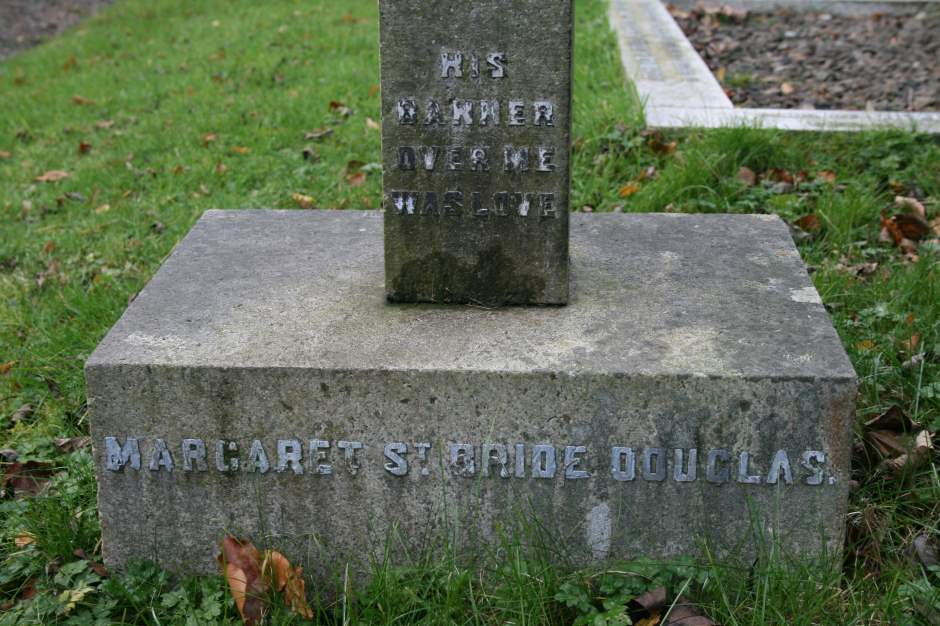 HIS
BANNER
OVER ME
WAS LOVE
MARGARET ST. BRIDE DOUGLAS.